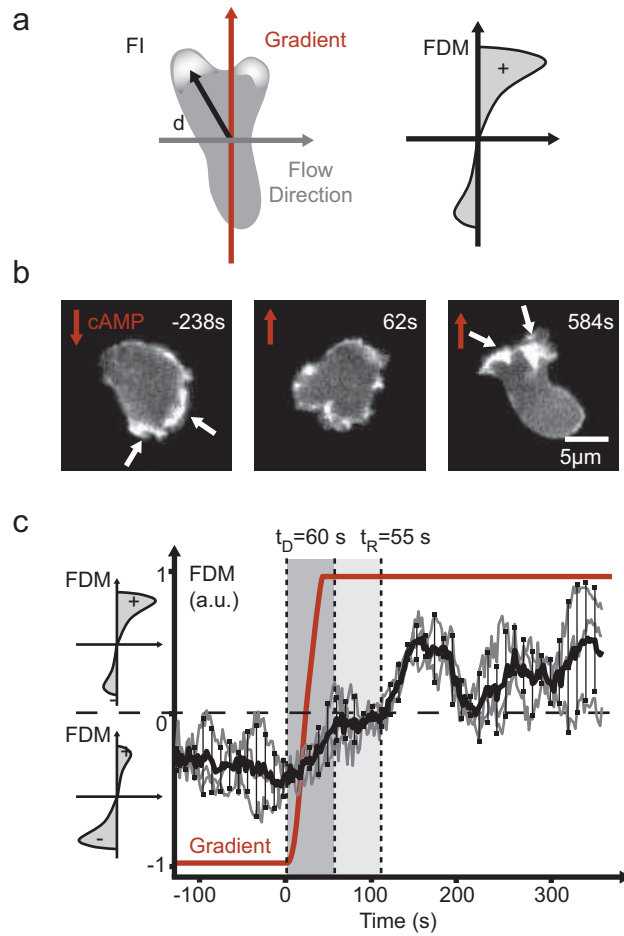 a
FI
Gradient
d
Flow
Direction
FDM
+
b
cAMP
-238s
62s
584s
5μm
c
t_D=60 s
t_R=55 s
FDM
+
-
FDM
+
-
1
FDM
(a.u.)
0
-1
Gradient
-100
0
100
200
300
Time (s)